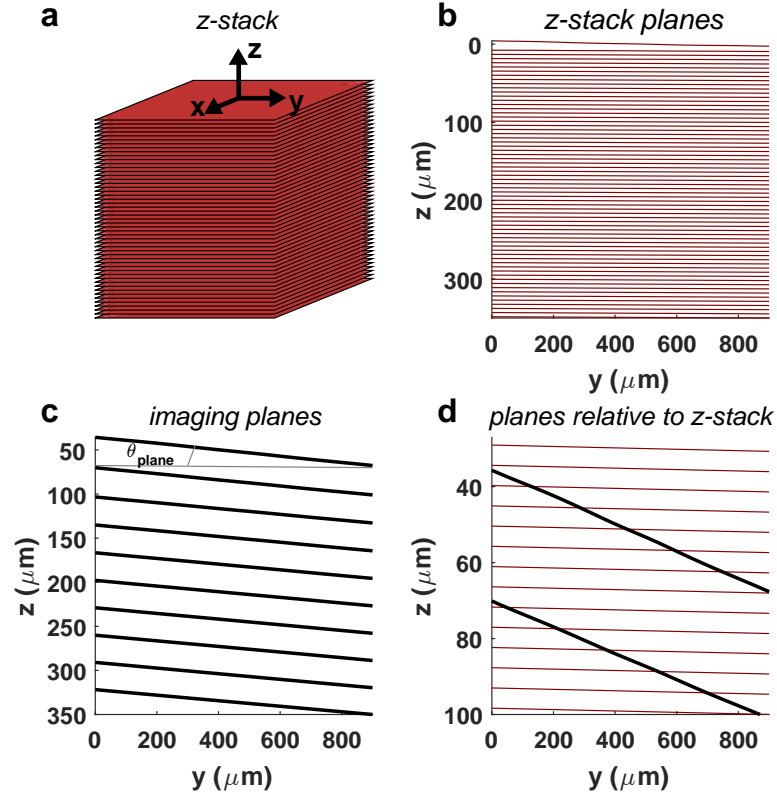 a
z-stack
z
x
y
b
z-stack planes
0
100
200
300
z (μm)
0
200
400
600
800
y (μm)
c
imaging planes
θplane
50
100
150
200
250
300
350
z (μm)
0
200
400
600
800
y (μm)
d
planes relative to z-stack
40
60
80
100
z (μm)
0
200
400
600
800
y (μm)